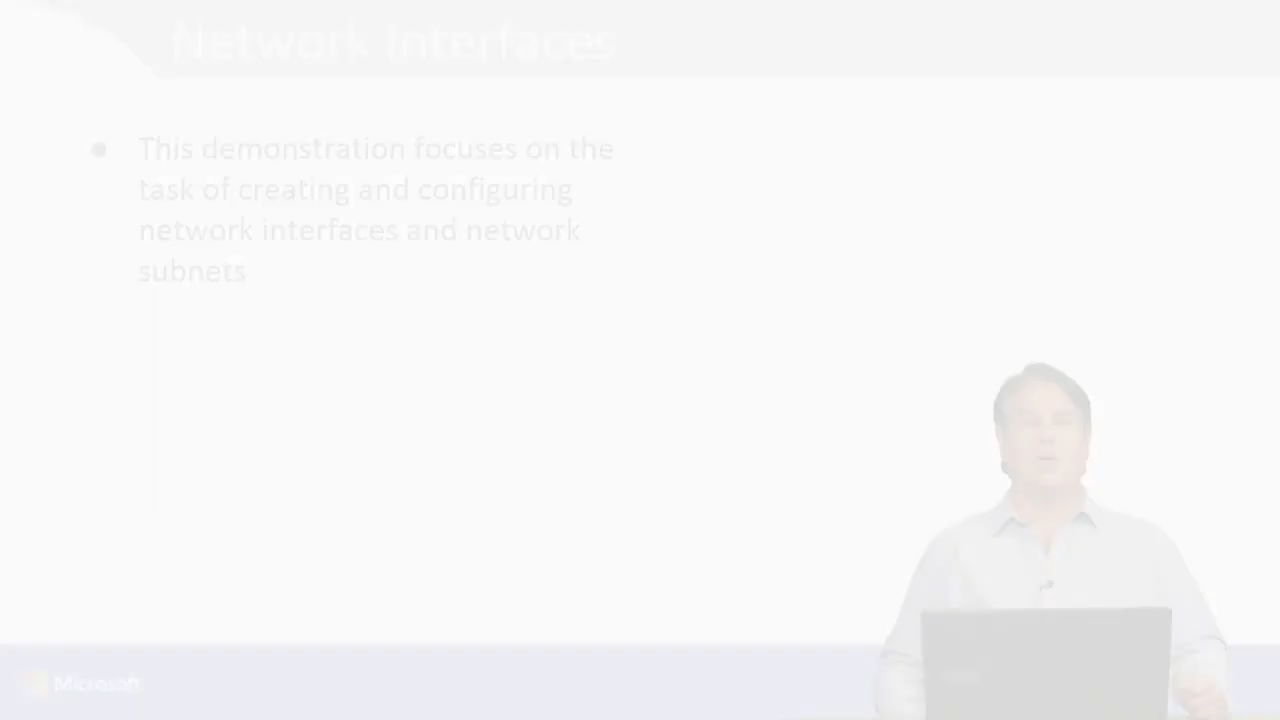 Network Interfaces
● This demonstration focuses on the
task of creating and configuring
network interfaces and network
subnets
Microsoft